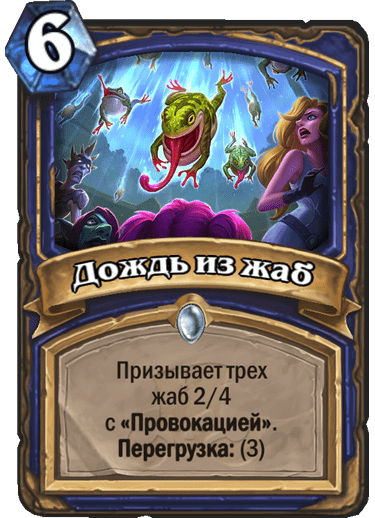 6
Дождь из жаб
Призывает трех
жаб 2/4
с «Провокацией».
Перегрузка: (3)